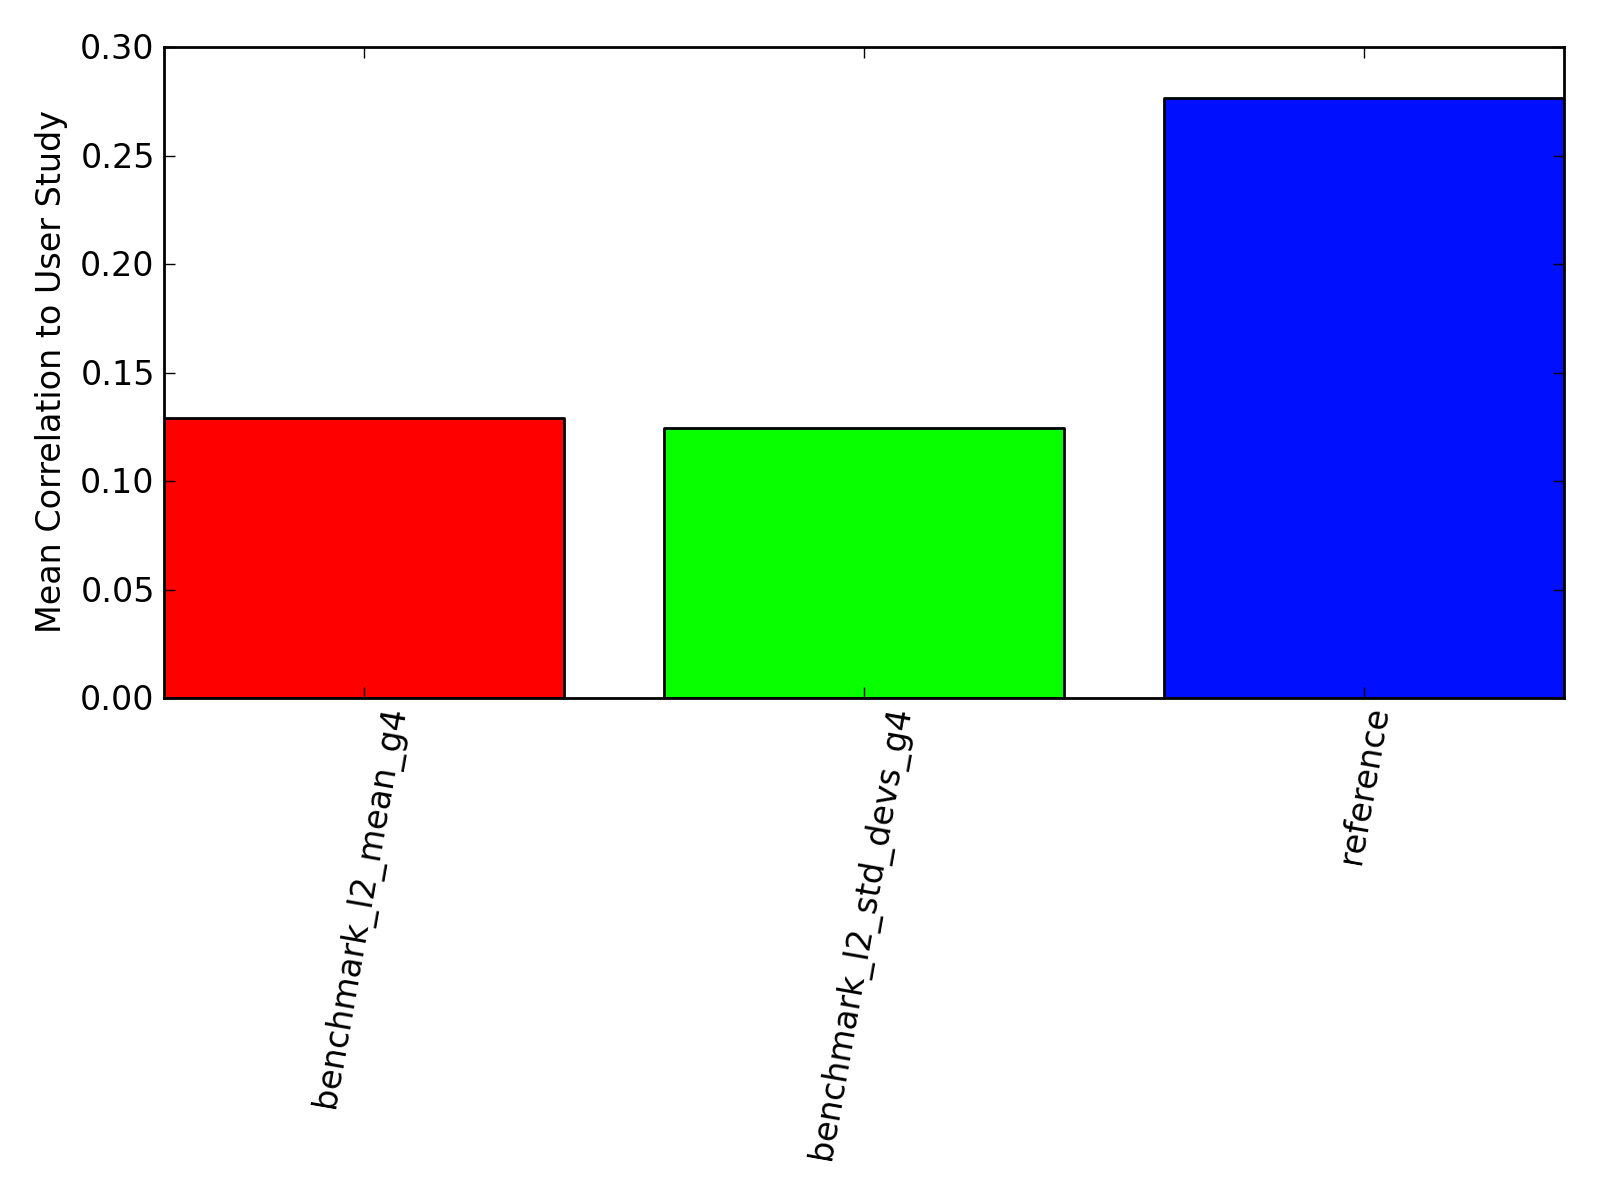 Mean Correlation to User Study
0.30
0.25
0.20
0.15
0.10
0.05
0.00
benchmark_l2_mean_g4
benchmark_l2_std_devs_g4
reference